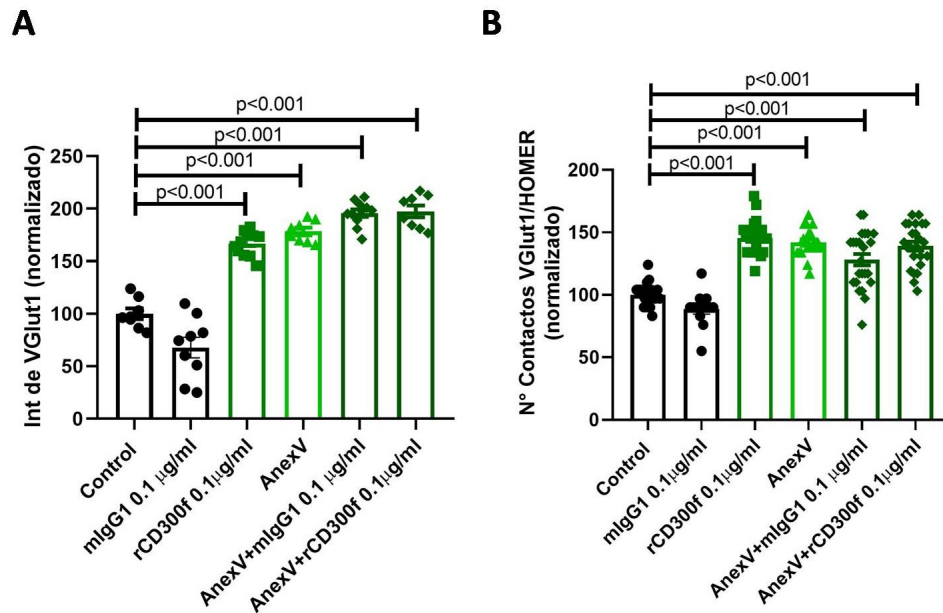 A
p<0.001
p<0.001
p<0.001
p<0.001
Int de VGlut1 (normalizado)
250
200
150
100
50
0
Control
mIgG1 0.1 µg/ml
rCD300f 0.1µg/ml
AnexV
AnexV+mIgG1 0.1 µg/ml
AnexV+rCD300f 0.1µg/ml
B
p<0.001
p<0.001
p<0.001
p<0.001
N° Contactos VGlut1/HOMER
(normalizado)
200
150
100
50
0
Control
mIgG1 0.1 µg/ml
rCD300f 0.1µg/ml
AnexV
AnexV+mIgG1 0.1 µg/ml
AnexV+rCD300f 0.1µg/ml